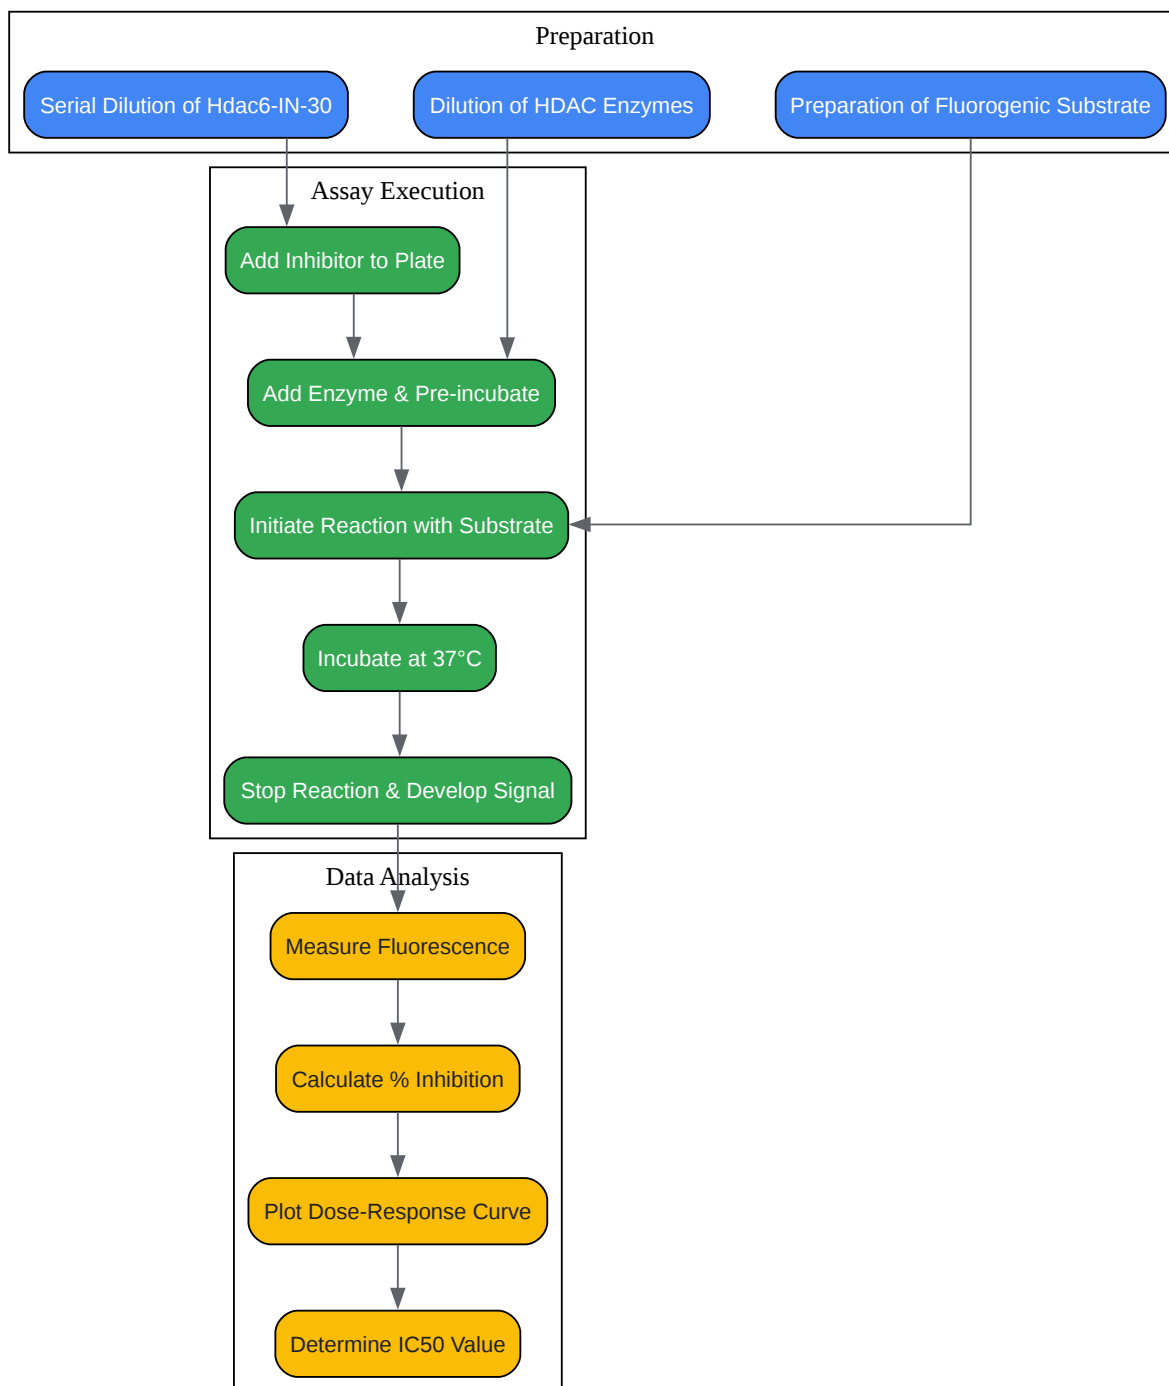 Preparation
Serial Dilution of Hdac6-IN-30
Dilution of HDAC Enzymes
Preparation of Fluorogenic Substrate
Assay Execution
Add Inhibitor to Plate
Add Enzyme & Pre-incubate
Initiate Reaction with Substrate
Incubate at 37°C
Stop Reaction & Develop Signal
Data Analysis
Measure Fluorescence
Calculate % Inhibition
Plot Dose-Response Curve
Determine IC50 Value